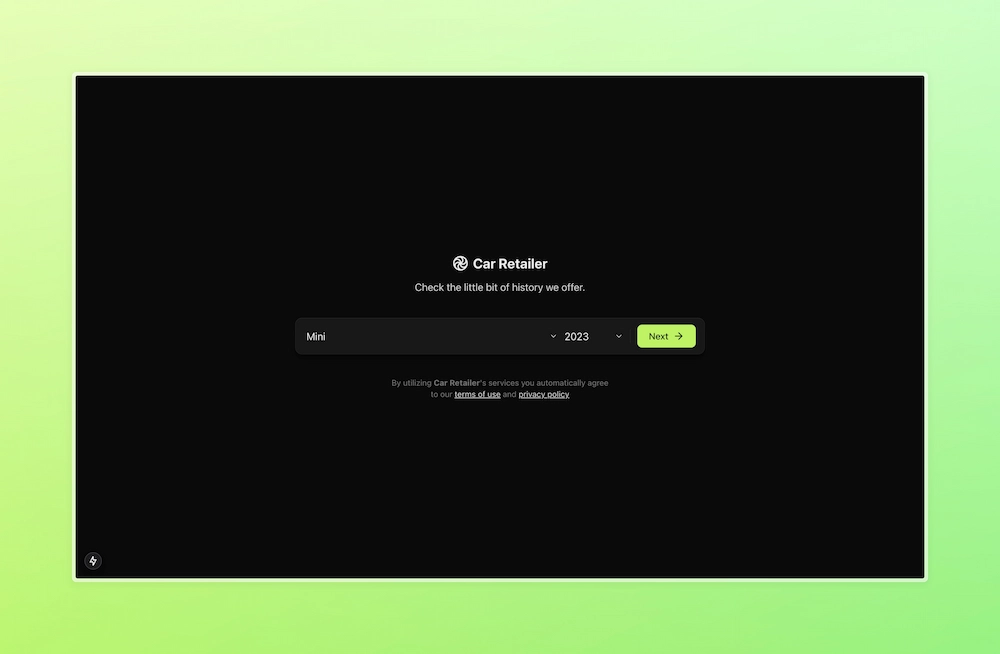 Car Retailer
Check the little bit of history we offer.
Mini 2023 Next
By utilizing Car Retailer's services you automatically agree
to our terms of use and privacy policy